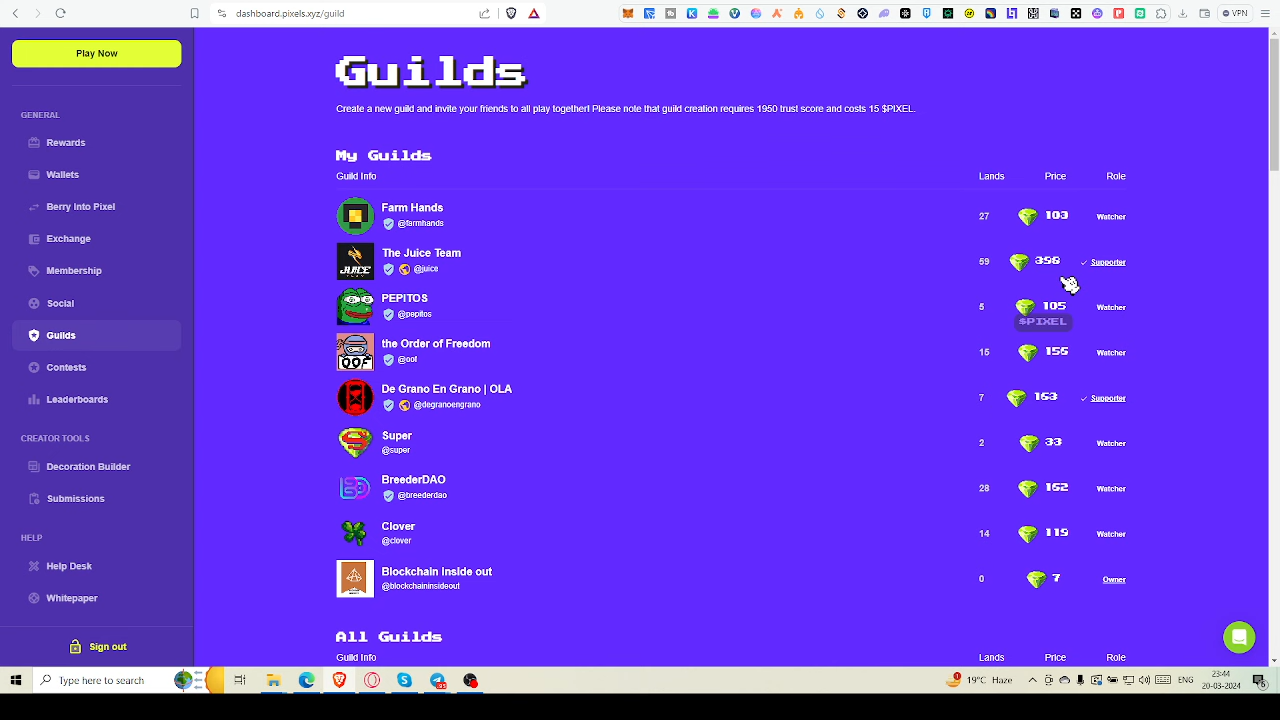 dashboard.pixels.xyz/guild
VPN
Play Now
GENERAL
Rewards
Wallets
Berry Into Pixel
Exchange
Membership
Social
Guilds
Contests
Leaderboards
CREATOR TOOLS
Decoration Builder
Submissions
HELP
Help Desk
Whitepaper
Sign out
Guilds
Create a new guild and invite your friends to all play together! Please note that guild creation requires 1950 trust score and costs 15 $PIXEL.
My Guilds
Guild Info Lands Price Role
Farm Hands
@farmhands
27 103 Watcher
JUICE
The Juice Team
@juice
59 398 Supporter
PEPITOS
@pepitos
5 105 Watcher
$PIXEL
OOF
the Order of Freedom
@oof
15 156 Watcher
De Grano En Grano | OLA
@degranoengrano
7 163 Supporter
Super
@super
2 33 Watcher
BreederDAO
@breederdao
28 162 Watcher
Clover
@clover
14 119 Watcher
Blockchain inside out
@blockchaininsideout
0 7 Owner
All Guilds
Guild Info Lands Price Role
Type here to search
19°C Haze
ENG
23:44
20-03-2024